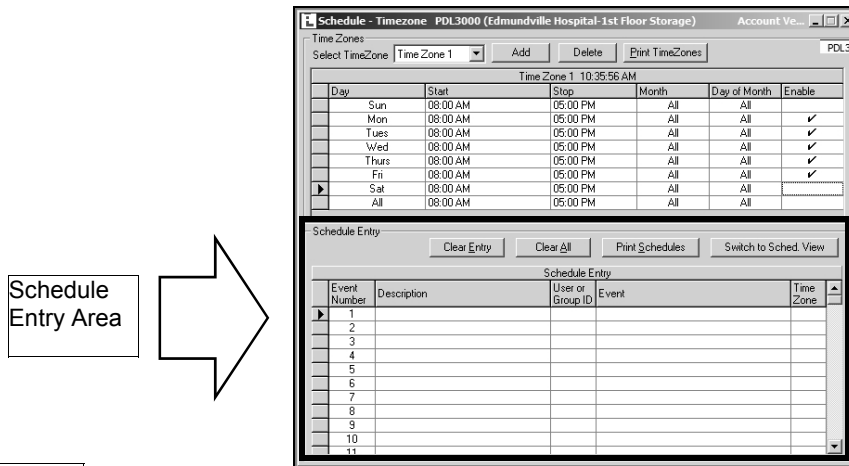 Schedule - Timezone PDL3000 (Edmundville Hospital-1st Floor Storage) Account Ve...
Time Zones
Select TimeZone Time Zone 1 Add Delete Print TimeZones
PDL3
Time Zone 1 10:35:56 AM
Day Start Stop Month Day of Month Enable
Sun 08:00 AM 05:00 PM All All
Mon 08:00 AM 05:00 PM All All ✓
Tues 08:00 AM 05:00 PM All All ✓
Wed 08:00 AM 05:00 PM All All ✓
Thurs 08:00 AM 05:00 PM All All ✓
Fri 08:00 AM 05:00 PM All All ✓
Sat 08:00 AM 05:00 PM All All
All 08:00 AM 05:00 PM All All
Schedule Entry
Clear Entry Clear All Print Schedules Switch to Sched. View
Schedule Entry
Event Number Description User or Group ID Event Time Zone
1
2
3
4
5
6
7
8
9
10
11
Schedule
Entry Area